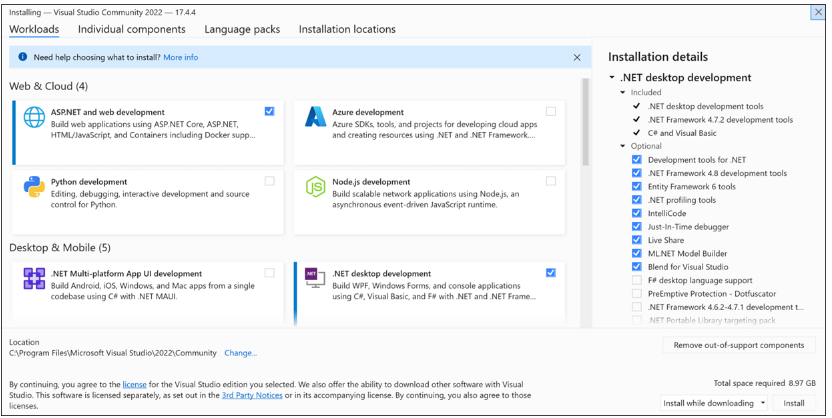 Installing — Visual Studio Community 2022 — 17.4.4
Workloads Individual components Language packs Installation locations
Need help choosing what to install? More info
Web & Cloud (4)
ASP.NET and web development
Build web applications using ASP.NET Core, ASP.NET,
HTML/JavaScript, and Containers including Docker supp...
Azure development
Azure SDKs, tools, and projects for developing cloud apps
and creating resources using .NET and .NET Framework....
Python development
Editing, debugging, interactive development and source
control for Python.
Node.js development
Build scalable network applications using Node.js, an
asynchronous event-driven JavaScript runtime.
Desktop & Mobile (5)
.NET Multi-platform App UI development
Build Android, iOS, Windows, and Mac apps from a single
codebase using C# with .NET MAUI.
.NET desktop development
Build WPF, Windows Forms, and console applications
using C#, Visual Basic, and F# with .NET and .NET Frame...
Installation details
.NET desktop development
Included
.NET desktop development tools
.NET Framework 4.7.2 development tools
C# and Visual Basic
Optional
Development tools for .NET
.NET Framework 4.8 development tools
Entity Framework 6 tools
.NET profiling tools
IntelliCode
Just-In-Time debugger
Live Share
ML.NET Model Builder
Blend for Visual Studio
F# desktop language support
PreEmptive Protection - Dotfuscator
.NET Framework 4.6.2-4.7.1 development t...
.NET Portable Library targeting pack
Location
C:\Program Files\Microsoft Visual Studio\2022\Community Change...
Remove out-of-support components
By continuing, you agree to the license for the Visual Studio edition you selected. We also offer the ability to download other software with Visual
Studio. This software is licensed separately, as set out in the 3rd Party Notices or in its accompanying license. By continuing, you also agree to those
licenses.
Total space required 8.97 GB
Install while downloading Install